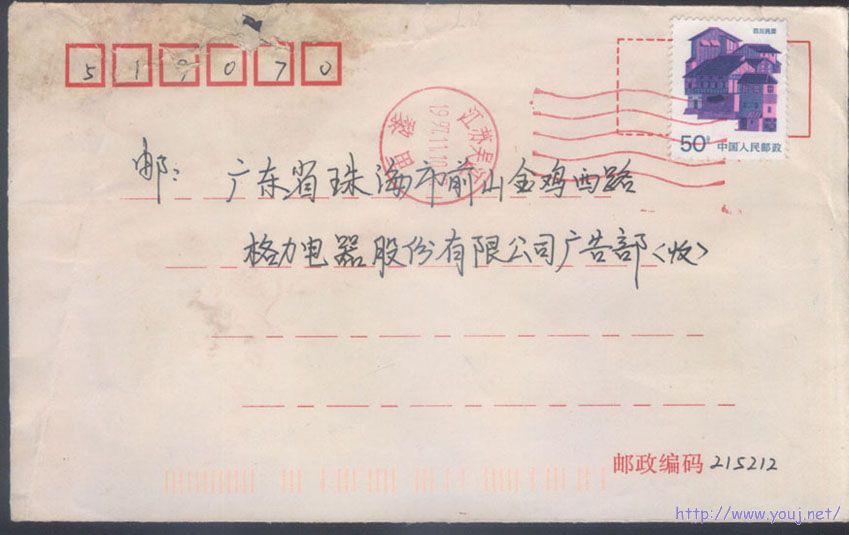 519070
四川民居
50分
中国人民邮政
江苏吴江
1997.11.10
邮：广东省珠海市前山金鸡西路
格力电器股份有限公司广告部〈收〉
邮政编码 215212
http://www.youj.net/